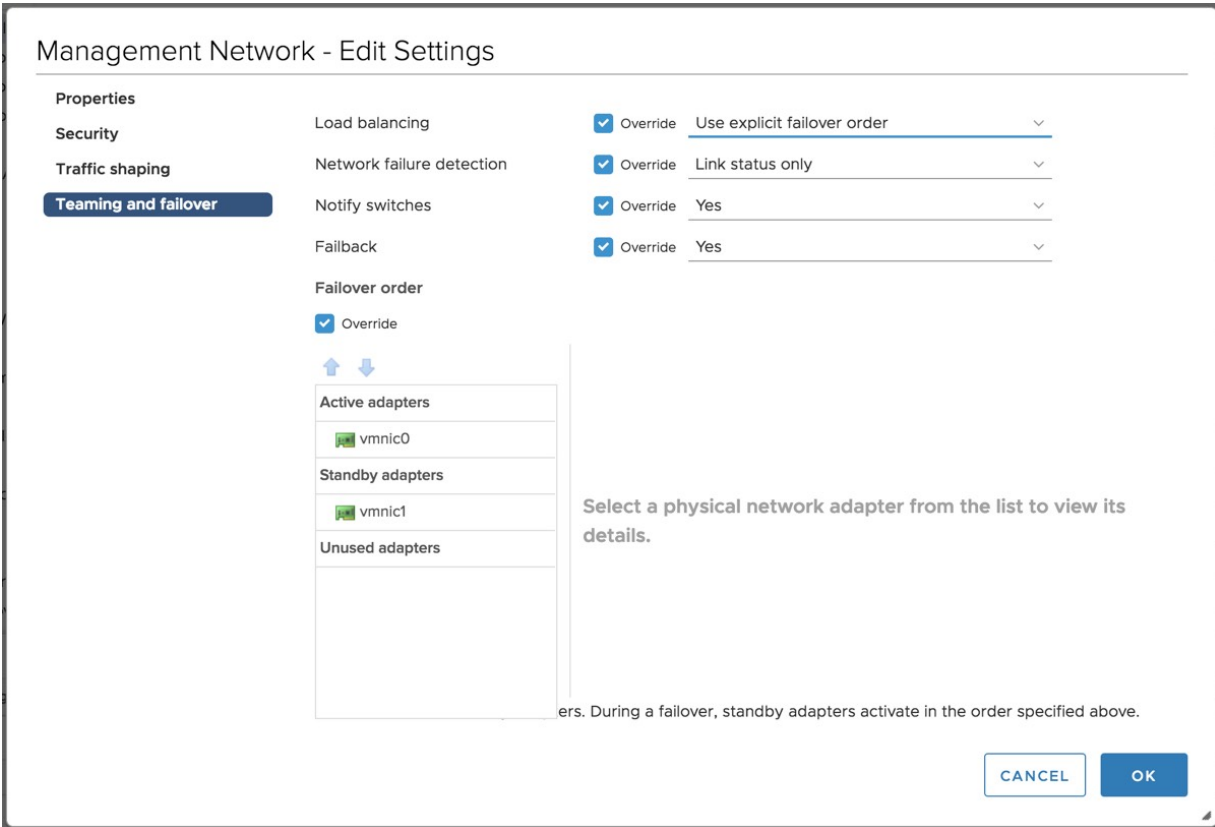 Management Network - Edit Settings
Properties
Security
Traffic shaping
Teaming and failover
Load balancing Override Use explicit failover order
Network failure detection Override Link status only
Notify switches Override Yes
Failback Override Yes
Failover order
Override
Active adapters
vmnic0
Standby adapters
vmnic1
Unused adapters
Select a physical network adapter from the list to view its
details.
During a failover, standby adapters activate in the order specified above.
CANCEL OK